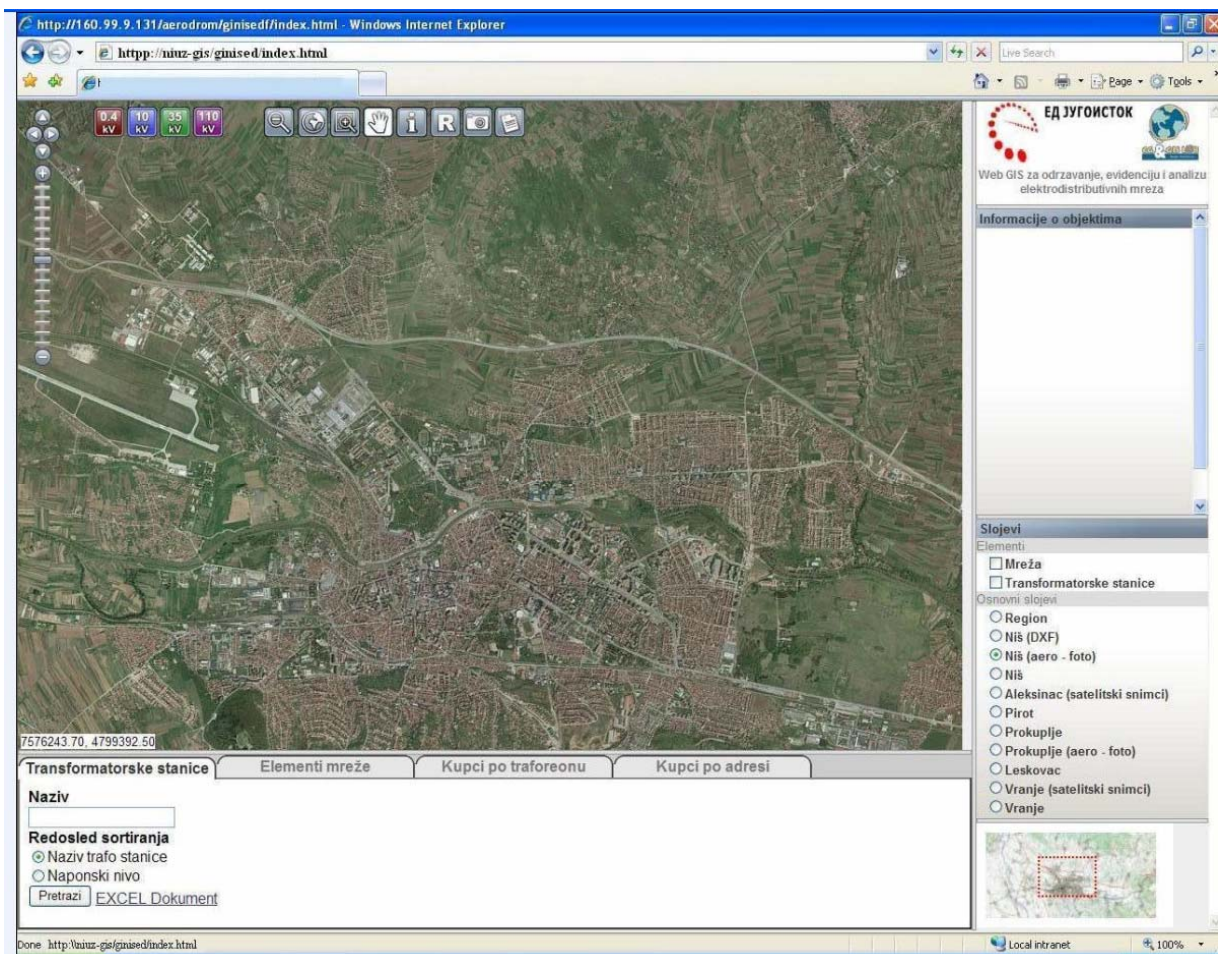 http://160.99.9.131/aerodrom/ginisedf/index.html - Windows Internet Explorer
httpp://niuz-gis/ginised/index.html
Live Search
Page
Tools
0.4 kV
10 kV
35 kV
110 kV
i
R
ЕД ЈУГОИСТОК
Web GIS za odrzavanje, evidenciju i analizu
elektrodistributivnih mreza
Informacije o objektima
Slojevi
Elementi
Mreža
Transformatorske stanice
Osnovni slojevi
Region
Niš (DXF)
Niš (aero - foto)
Niš
Aleksinac (satelitski snimci)
Pirot
Prokuplje
Prokuplje (aero - foto)
Leskovac
Vranje (satelitski snimci)
Vranje
7576243.70, 4799392.50
Transformatorske stanice
Elementi mreže
Kupci po traforeonu
Kupci po adresi
Naziv
Redosled sortiranja
Naziv trafo stanice
Naponski nivo
Pretrazi
EXCEL Dokument
Done http:\\niuz-gis/ginised/index.html
Local intranet
100%